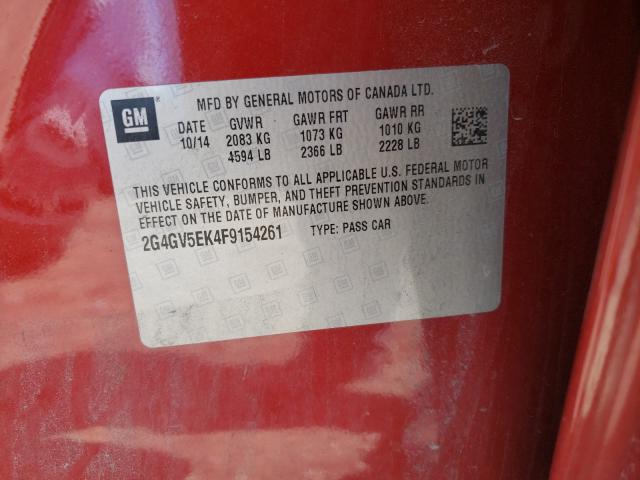 GM
MFD BY GENERAL MOTORS OF CANADA LTD.
DATE GVWR GAWR FRT GAWR RR
10/14 2083 KG 1073 KG 1010 KG
4594 LB 2366 LB 2228 LB
THIS VEHICLE CONFORMS TO ALL APPLICABLE U.S. FEDERAL MOTOR
VEHICLE SAFETY, BUMPER, AND THEFT PREVENTION STANDARDS IN
EFFECT ON THE DATE OF MANUFACTURE SHOWN ABOVE.
2G4GV5EK4F9154261 TYPE: PASS CAR